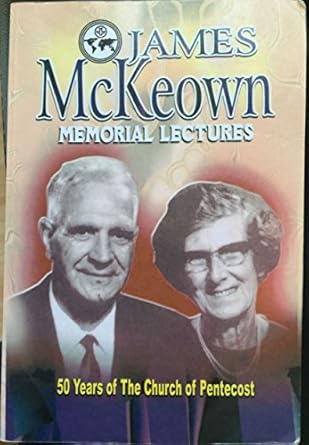 JAMES
McKeown
MEMORIAL LECTURES
50 Years of The Church of Pentecost